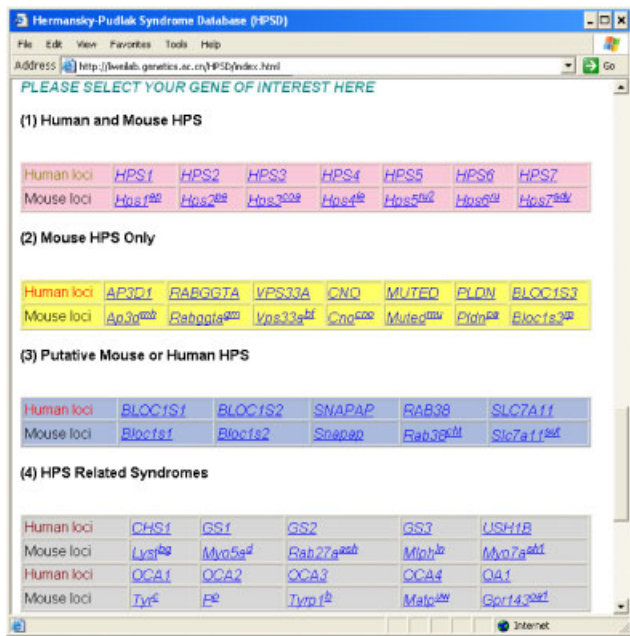 Hermansky-Pudlak Syndrome Database (HPSD)
File Edit View Favorites Tools Help
Address http://liweilab.genetics.ac.cn/HPSD/index.html Go
PLEASE SELECT YOUR GENE OF INTEREST HERE
(1) Human and Mouse HPS
Human loci HPS1 HPS2 HPS3 HPS4 HPS5 HPS6 HPS7
Mouse loci Hps1ep Hps2pe Hps3coa Hps4le Hps5ru2 Hps6ru Hps7sdy
(2) Mouse HPS Only
Human loci AP3D1 RABGGTA VPS33A CNO MUTED PLDN BLOC1S3
Mouse loci Ap3dmh Rabggtagm Vps33abf Cnocno Mutedmu Pldnpa Bloc1s3rp
(3) Putative Mouse or Human HPS
Human loci BLOC1S1 BLOC1S2 SNAPAP RAB38 SLC7A11
Mouse loci Bloc1s1 Bloc1s2 Snapap Rab38cht Slc7a11sut
(4) HPS Related Syndromes
Human loci CHS1 GS1 GS2 GS3 USH1B
Mouse loci Lystbg Myo5ad Rab27aash Mlphln Myo7ash1
Human loci OCA1 OCA2 OCA3 OCA4 OA1
Mouse loci Tyrc Pp Tyrp1b Matpuw Gpr143oa1
Internet